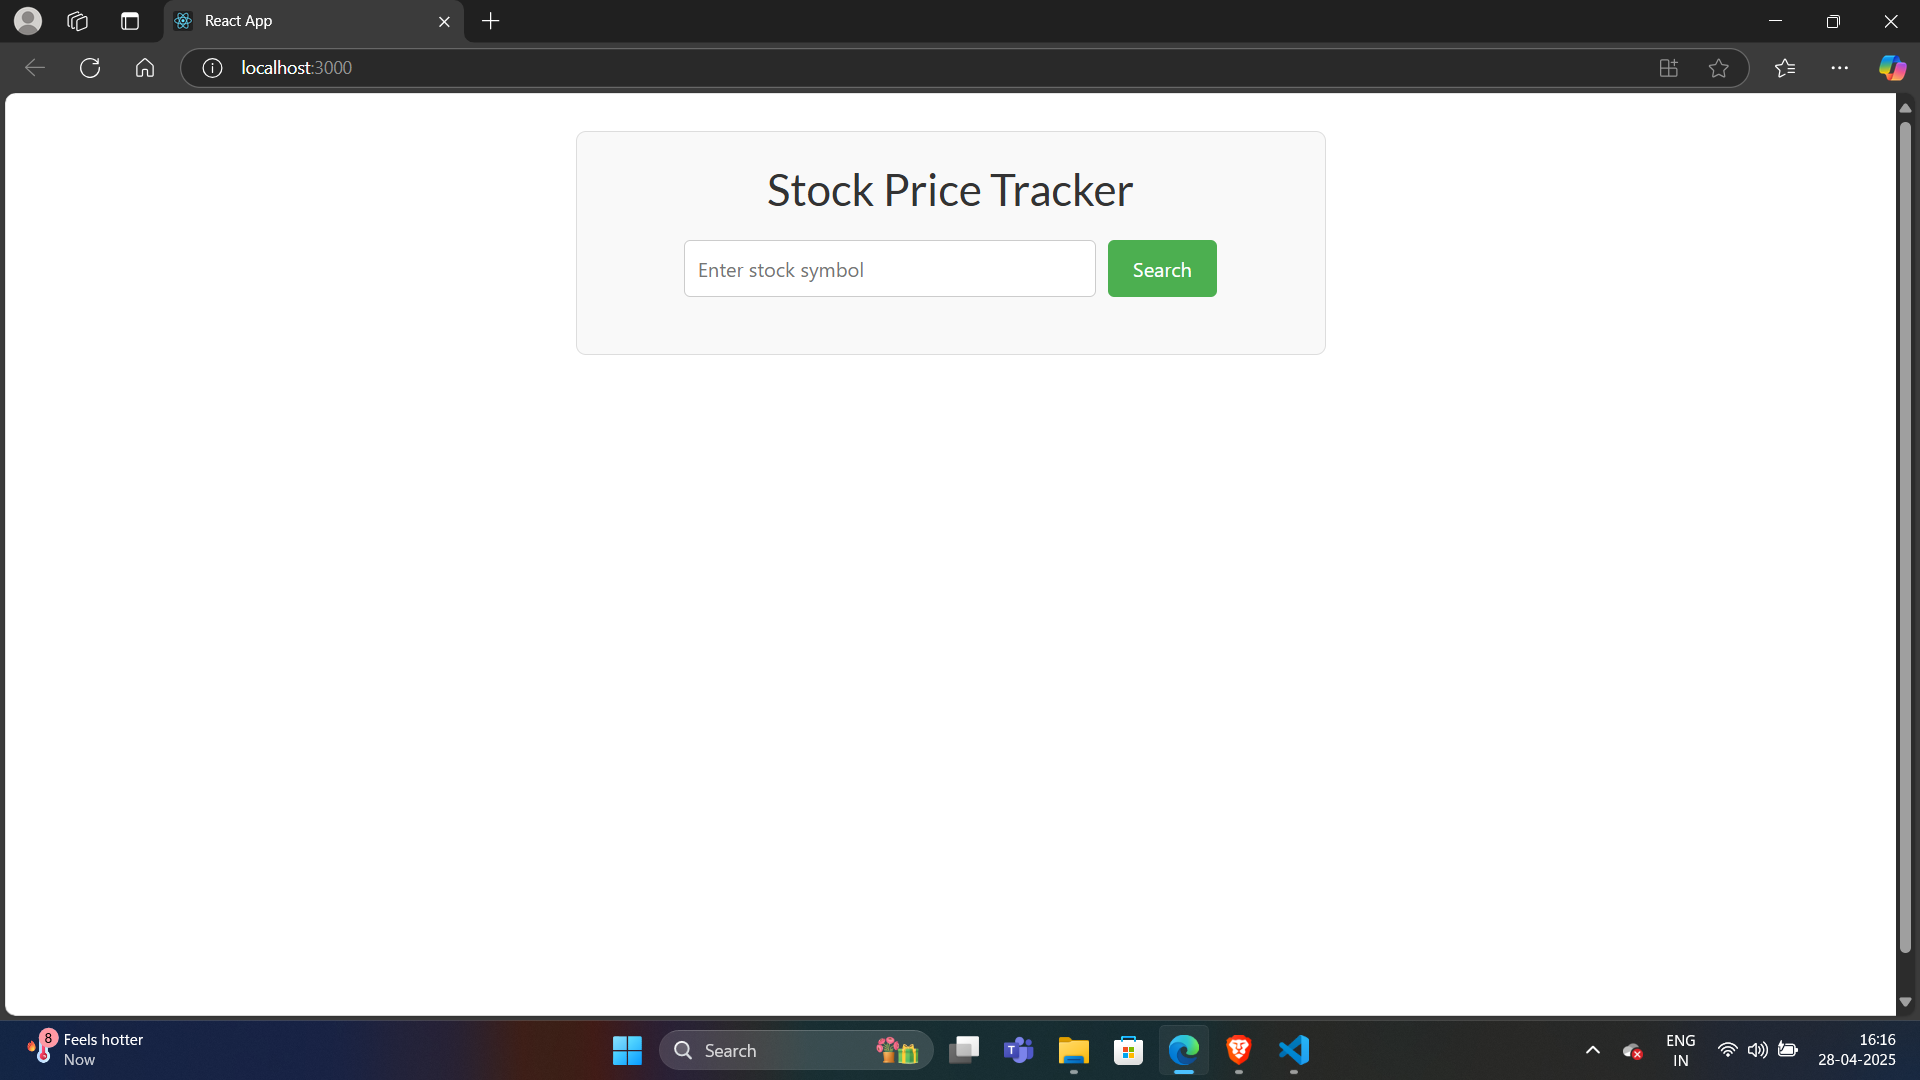 React App
localhost:3000
Stock Price Tracker
Enter stock symbol
Search
8
Feels hotter
Now
Search
T
ENG
IN
16:16
28-04-2025